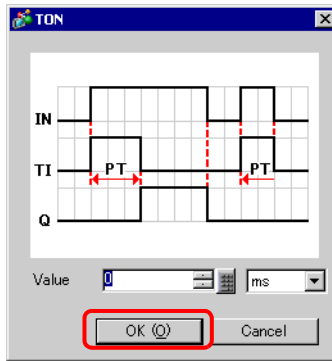 TON
IN
TI PT PT
Q
Value 0 ms
OK (O) Cancel